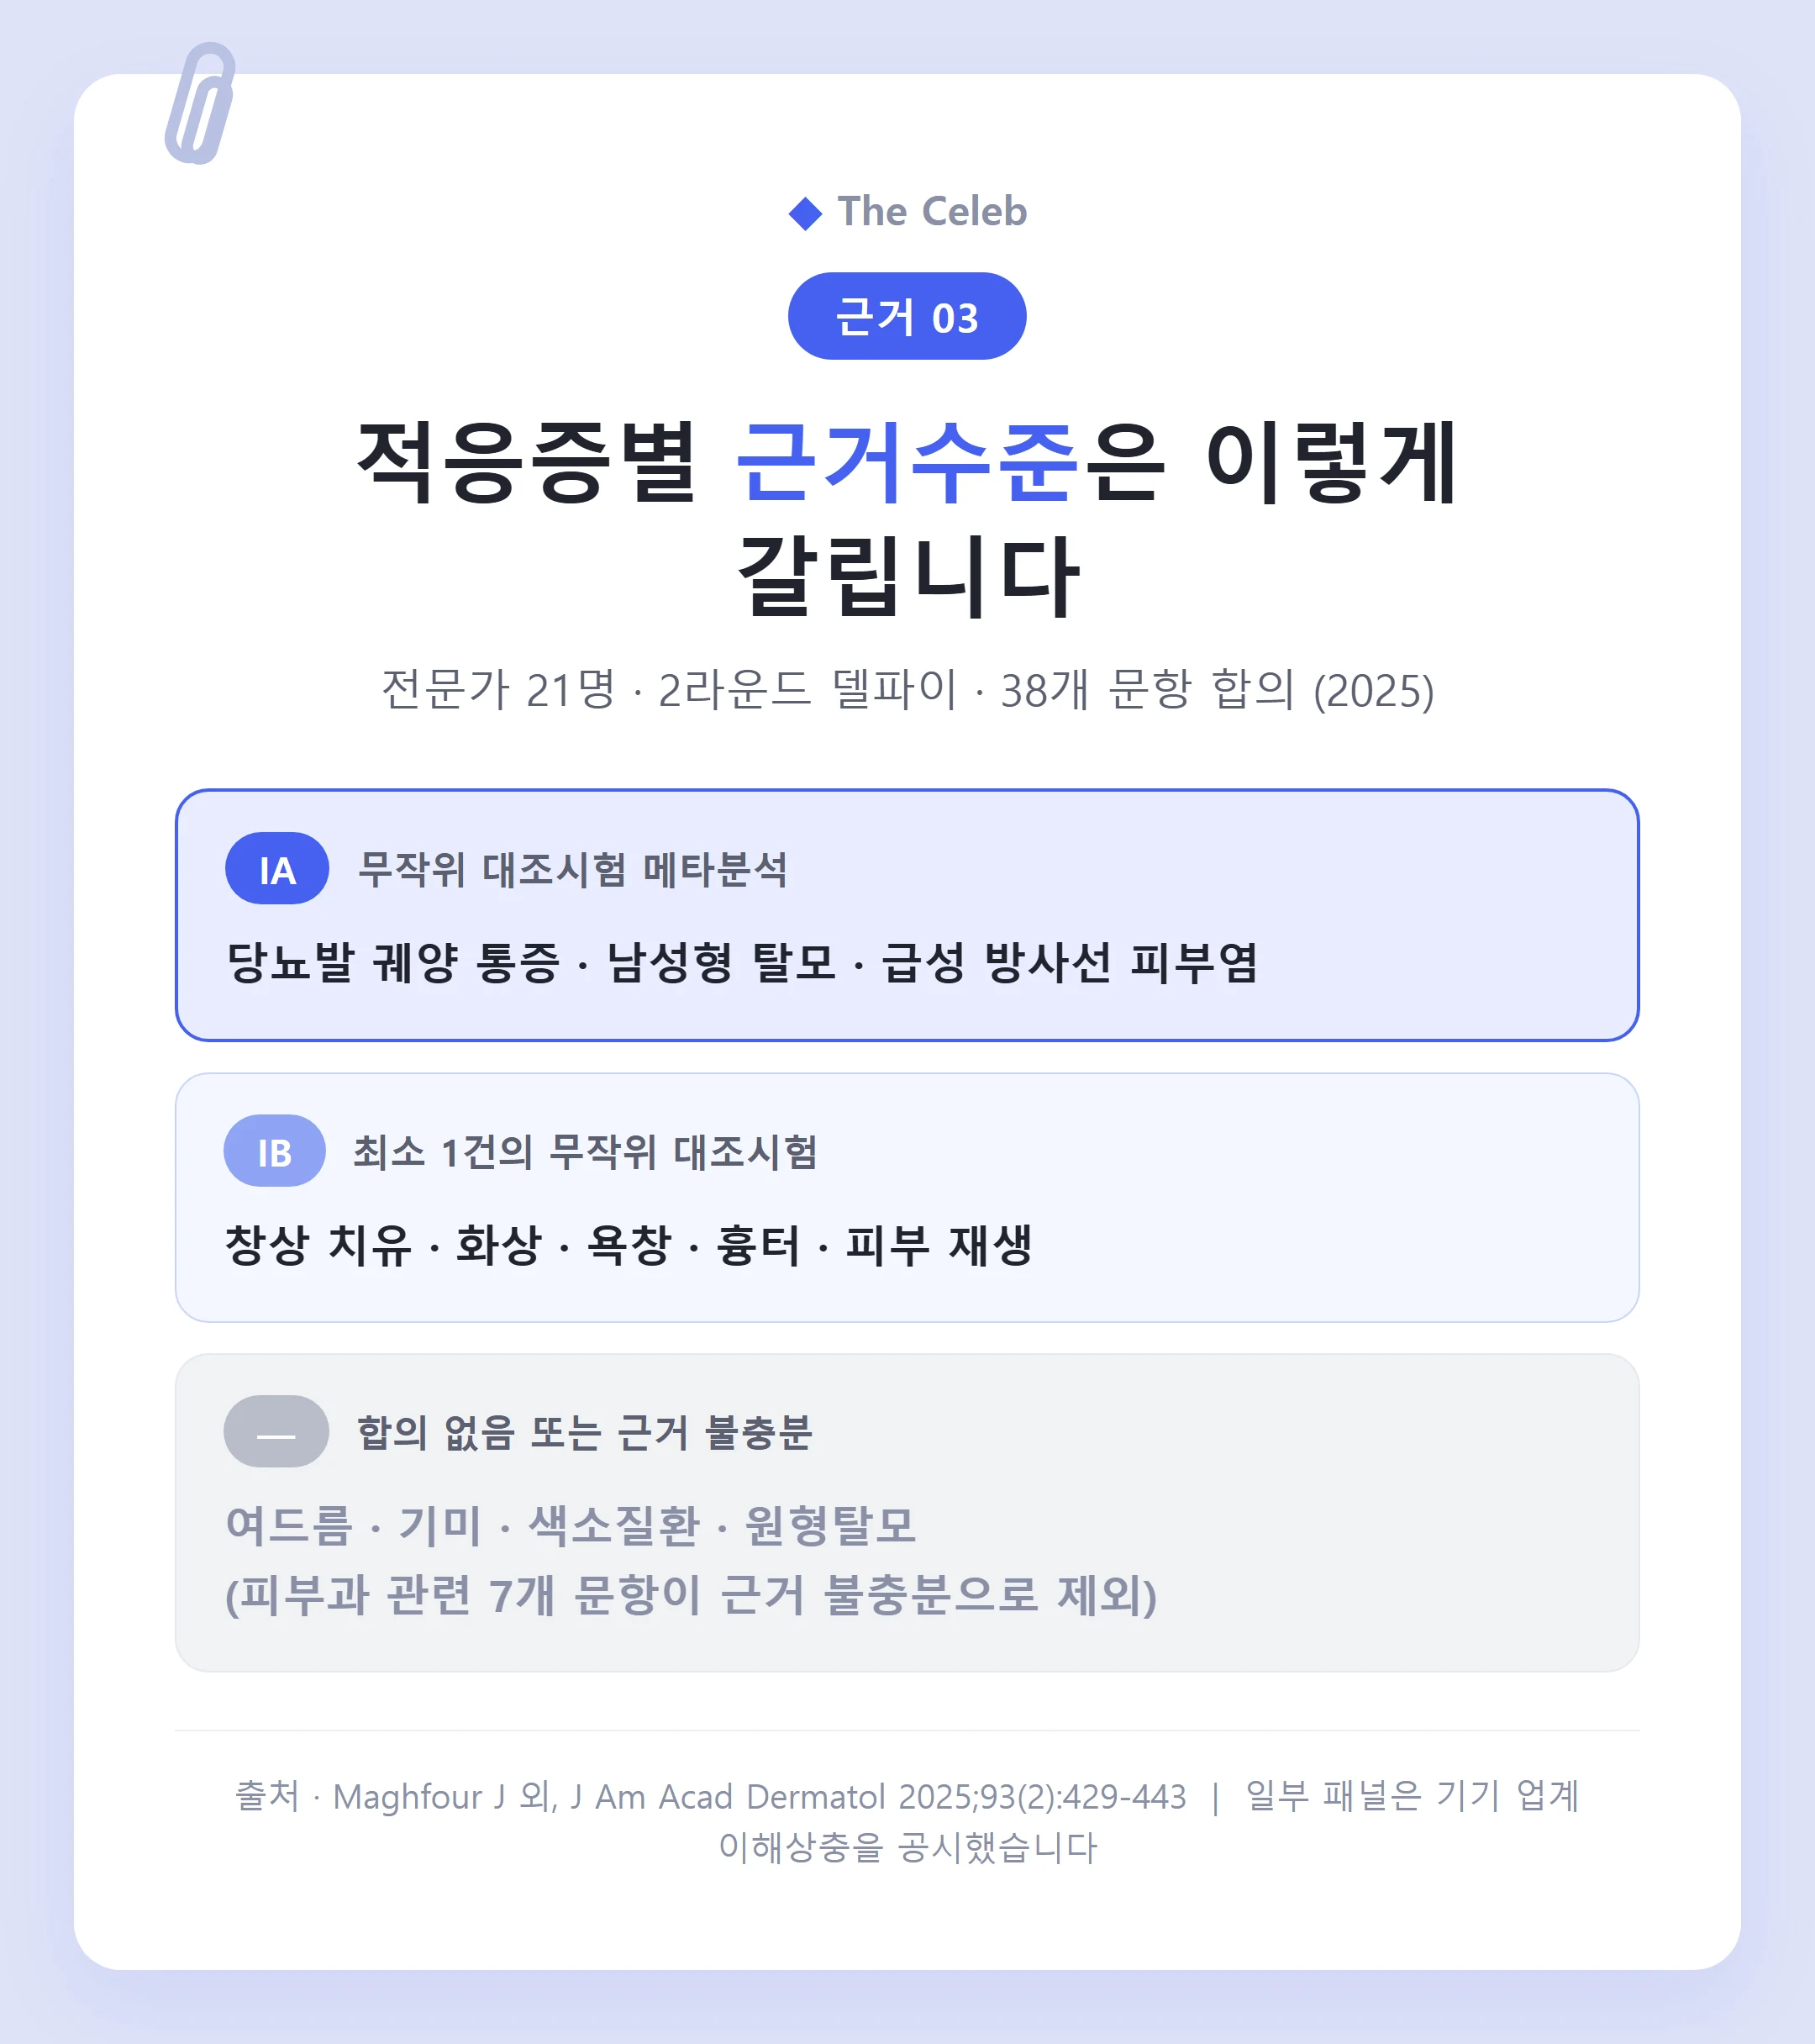 The Celeb
근거 03
적응증별 근거수준은 이렇게
갈립니다
전문가 21명 · 2라운드 델파이 · 38개 문항 합의 (2025)
IA 무작위 대조시험 메타분석
당뇨발 궤양 통증 · 남성형 탈모 · 급성 방사선 피부염
IB 최소 1건의 무작위 대조시험
창상 치유 · 화상 · 욕창 · 흉터 · 피부 재생
— 합의 없음 또는 근거 불충분
여드름 · 기미 · 색소질환 · 원형탈모
(피부과 관련 7개 문항이 근거 불충분으로 제외)
출처 · Maghfour J 외, J Am Acad Dermatol 2025;93(2):429-443 | 일부 패널은 기기 업계
이해상충을 공시했습니다